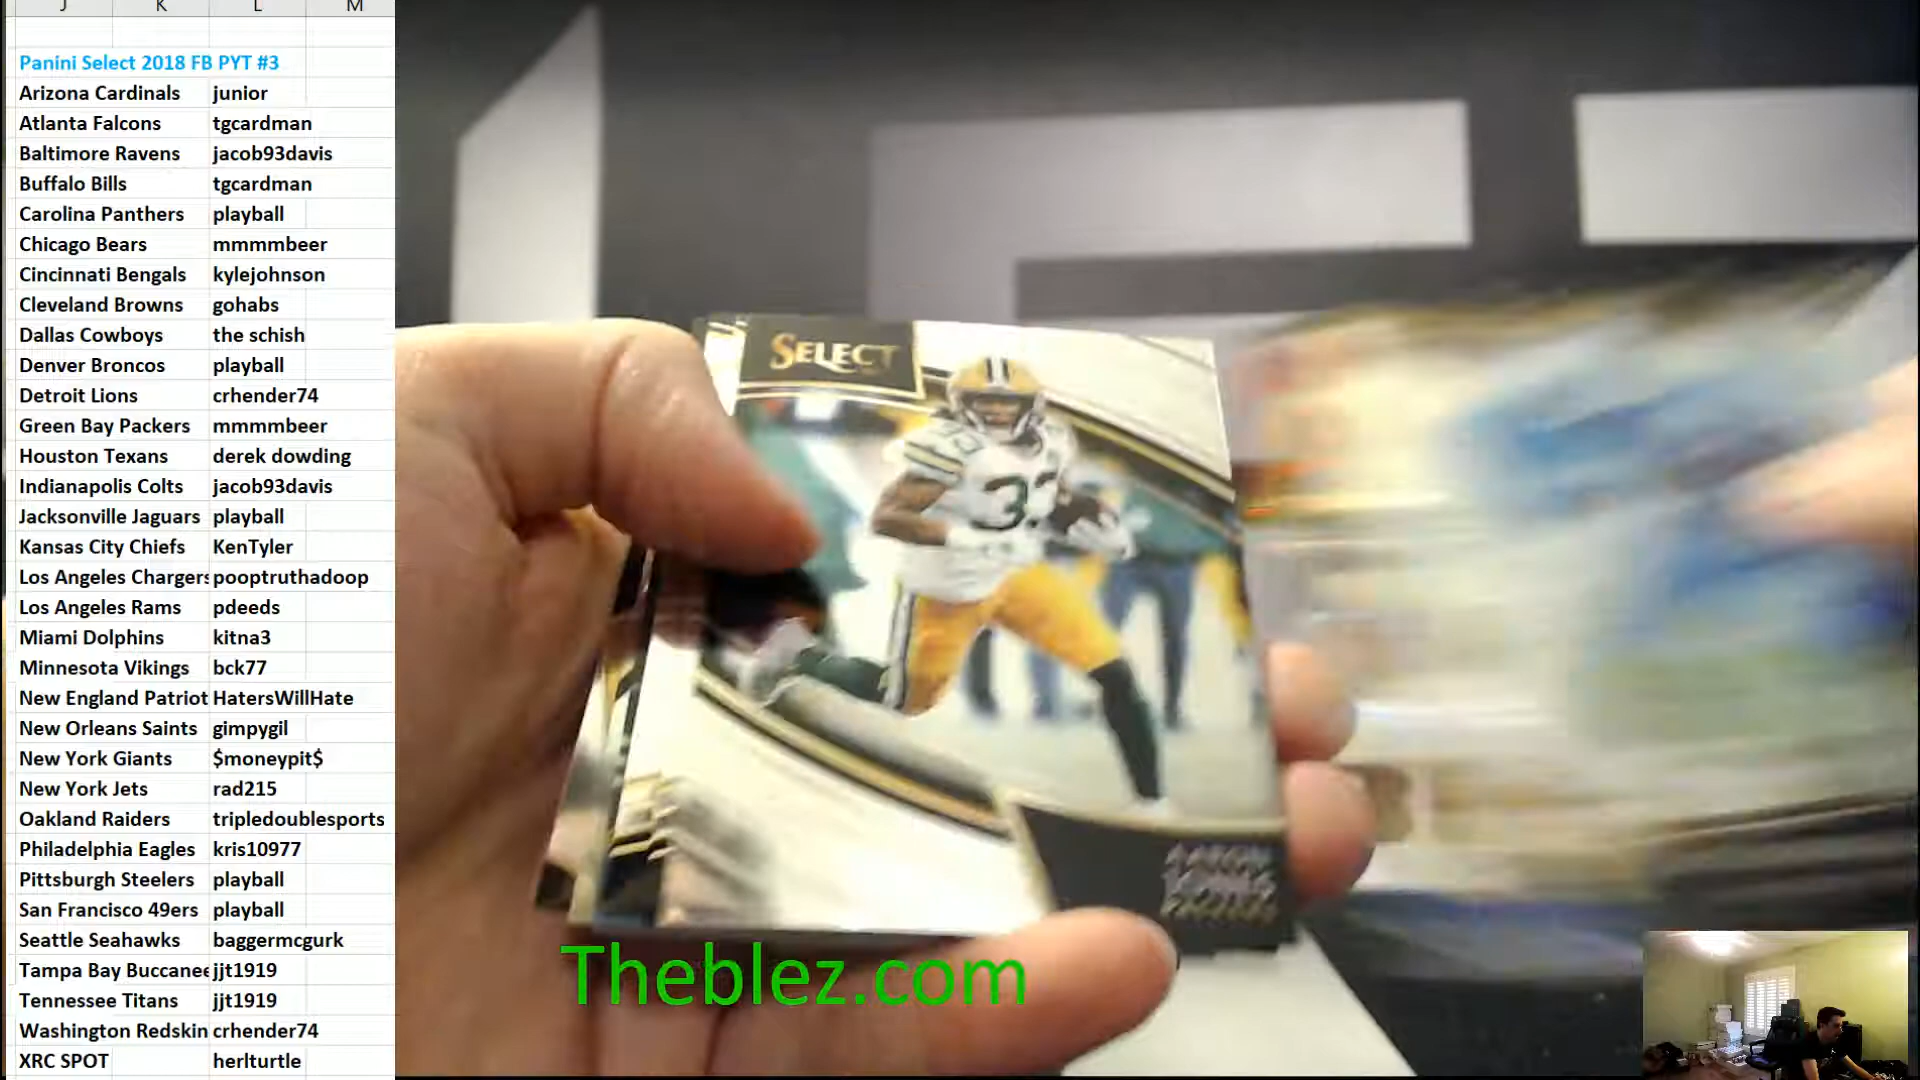 J K L M
Panini Select 2018 FB PYT #3
Arizona Cardinals junior
Atlanta Falcons tgcardman
Baltimore Ravens jacob93davis
Buffalo Bills tgcardman
Carolina Panthers playball
Chicago Bears mmmmbeer
Cincinnati Bengals kylejohnson
Cleveland Browns gohabs
Dallas Cowboys the schish
Denver Broncos playball
Detroit Lions crhender74
Green Bay Packers mmmmbeer
Houston Texans derek dowding
Indianapolis Colts jacob93davis
Jacksonville Jaguars playball
Kansas City Chiefs KenTyler
Los Angeles Chargers pooptruthadoop
Los Angeles Rams pdeeds
Miami Dolphins kitna3
Minnesota Vikings bck77
New England Patriot HatersWillHate
New Orleans Saints gimpygil
New York Giants $moneypit$
New York Jets rad215
Oakland Raiders tripledoublesports
Philadelphia Eagles kris10977
Pittsburgh Steelers playball
San Francisco 49ers playball
Seattle Seahawks baggermcgurk
Tampa Bay Buccanee jjt1919
Tennessee Titans jjt1919
Washington Redskin crhender74
XRC SPOT herlturtle
SELECT
AARON
JONES
PACKERS
Theblez.com